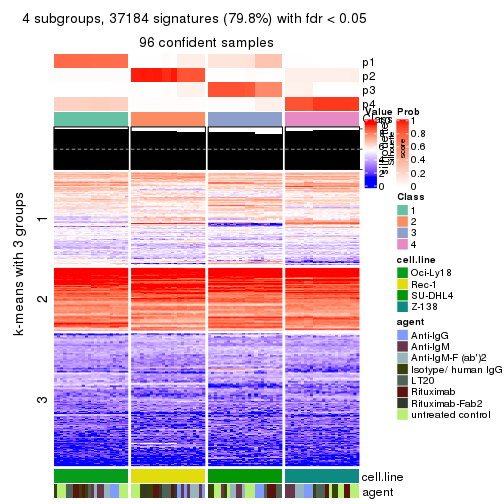 4 subgroups, 37184 signatures (79.8%) with fdr < 0.05
96 confident samples
p1
p2
p3
p4
Class
Silhouette
score
Value
Prob
1
0.8
0.6
0.4
0.2
0
Class
1
2
3
4
cell.line
Oci-Ly18
Rec-1
SU-DHL4
Z-138
agent
Anti-IgG
Anti-IgM
Anti-IgM-F (ab')2
Isotype/ human IgG
LT20
Rituximab
Rituximab-Fab2
untreated control
k-means with 3 groups
1
2
3
cell.line
agent